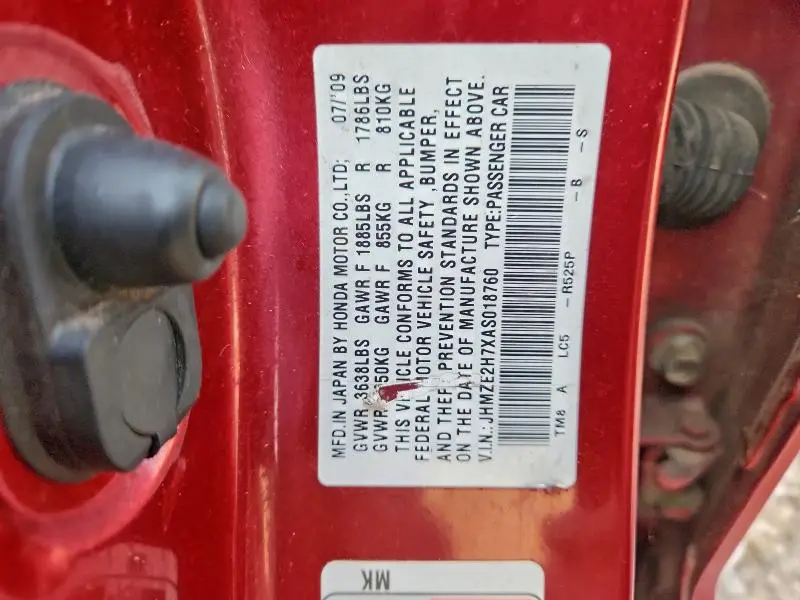 MFD.IN JAPAN BY HONDA MOTOR CO.,LTD; 07/'09
GVWR 3638LBS GAWR F 1885LBS R 1786LBS
GVWR 50KG GAWR F 855KG R 810KG
THIS VEHICLE CONFORMS TO ALL APPLICABLE
FEDERAL MOTOR VEHICLE SAFETY ,BUMPER,
AND THEFT PREVENTION STANDARDS IN EFFECT
ON THE DATE OF MANUFACTURE SHOWN ABOVE.
V.I.N.:JHMZE2H7XAS018760 TYPE:PASSENGER CAR
TM8 A LC5 -R525P -B -S
MK